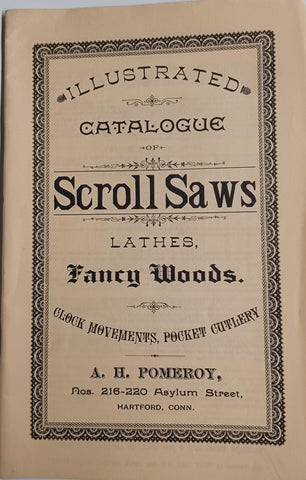 ILLUSTRATED
CATALOGUE
OF
Scroll Saws
LATHES,
Fancy Woods.
CLOCK MOVEMENTS, POCKET CUTLERY
A. H. POMEROY,
Nos. 216-220 Asylum Street,
HARTFORD, CONN.